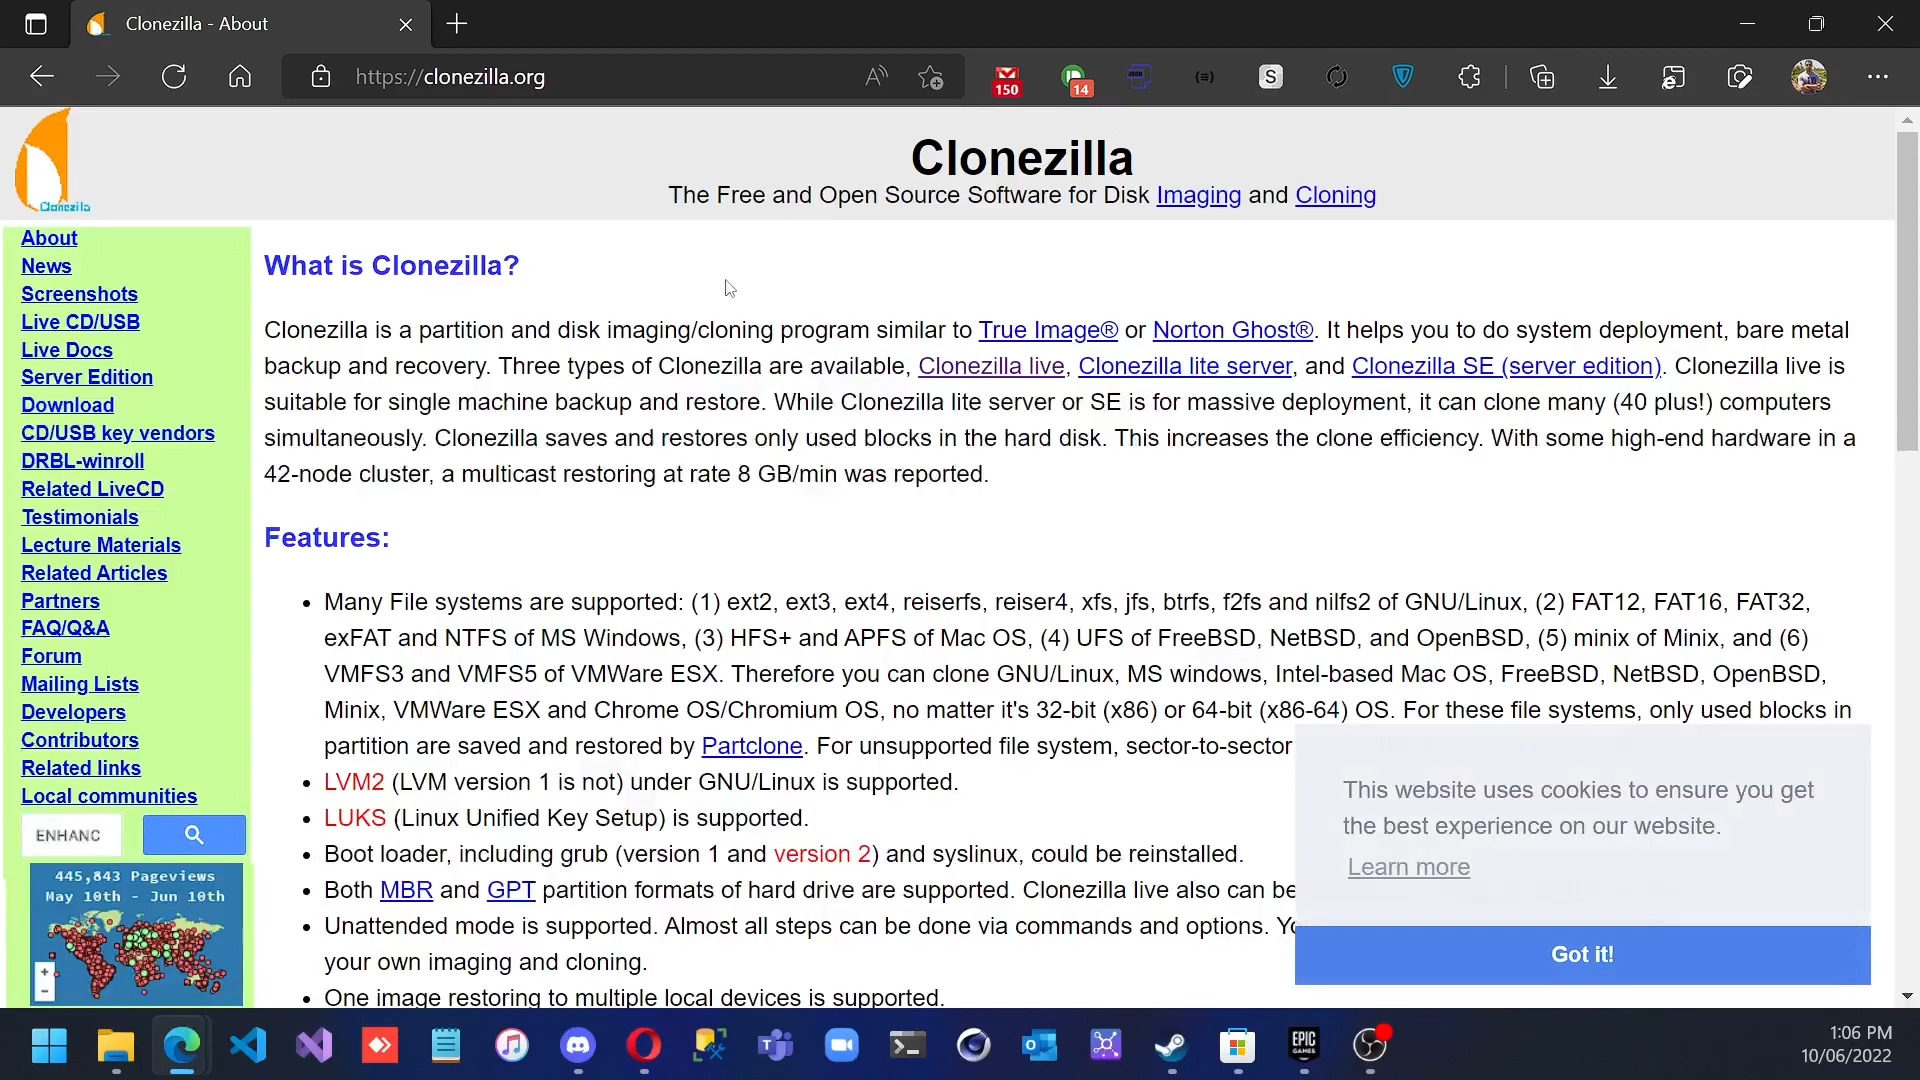 Clonezilla - About
https://clonezilla.org
150
14
JSON
S
Clonezilla
Clonezilla
The Free and Open Source Software for Disk Imaging and Cloning
About
News
Screenshots
Live CD/USB
Live Docs
Server Edition
Download
CD/USB key vendors
DRBL-winroll
Related LiveCD
Testimonials
Lecture Materials
Related Articles
Partners
FAQ/Q&A
Forum
Mailing Lists
Developers
Contributors
Related links
Local communities
ENHANC
445,843 Pageviews
May 10th - Jun 10th
What is Clonezilla?
Clonezilla is a partition and disk imaging/cloning program similar to True Image® or Norton Ghost®. It helps you to do system deployment, bare metal
backup and recovery. Three types of Clonezilla are available, Clonezilla live, Clonezilla lite server, and Clonezilla SE (server edition). Clonezilla live is
suitable for single machine backup and restore. While Clonezilla lite server or SE is for massive deployment, it can clone many (40 plus!) computers
simultaneously. Clonezilla saves and restores only used blocks in the hard disk. This increases the clone efficiency. With some high-end hardware in a
42-node cluster, a multicast restoring at rate 8 GB/min was reported.
Features:
• Many File systems are supported: (1) ext2, ext3, ext4, reiserfs, reiser4, xfs, jfs, btrfs, f2fs and nilfs2 of GNU/Linux, (2) FAT12, FAT16, FAT32,
exFAT and NTFS of MS Windows, (3) HFS+ and APFS of Mac OS, (4) UFS of FreeBSD, NetBSD, and OpenBSD, (5) minix of Minix, and (6)
VMFS3 and VMFS5 of VMWare ESX. Therefore you can clone GNU/Linux, MS windows, Intel-based Mac OS, FreeBSD, NetBSD, OpenBSD,
Minix, VMWare ESX and Chrome OS/Chromium OS, no matter it's 32-bit (x86) or 64-bit (x86-64) OS. For these file systems, only used blocks in
partition are saved and restored by Partclone. For unsupported file system, sector-to-sector
• LVM2 (LVM version 1 is not) under GNU/Linux is supported.
• LUKS (Linux Unified Key Setup) is supported.
• Boot loader, including grub (version 1 and version 2) and syslinux, could be reinstalled.
• Both MBR and GPT partition formats of hard drive are supported. Clonezilla live also can be
• Unattended mode is supported. Almost all steps can be done via commands and options.
your own imaging and cloning.
• One image restoring to multiple local devices is supported.
This website uses cookies to ensure you get
the best experience on our website.
Learn more
Got it!
EPIC
GAMES
1:06 PM
10/06/2022